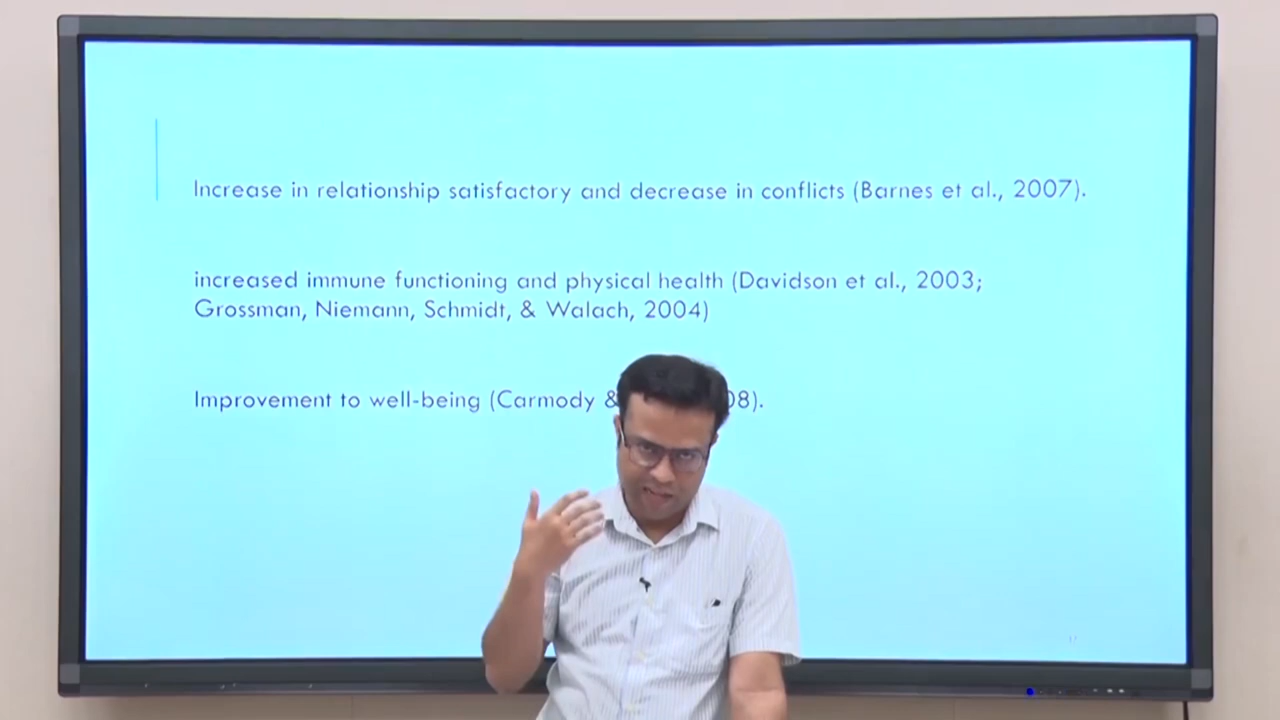 Increase in relationship satisfactory and decrease in conflicts (Barnes et al., 2007).
increased immune functioning and physical health (Davidson et al., 2003;
Grossman, Niemann, Schmidt, & Walach, 2004)
Improvement to well-being (Carmody &